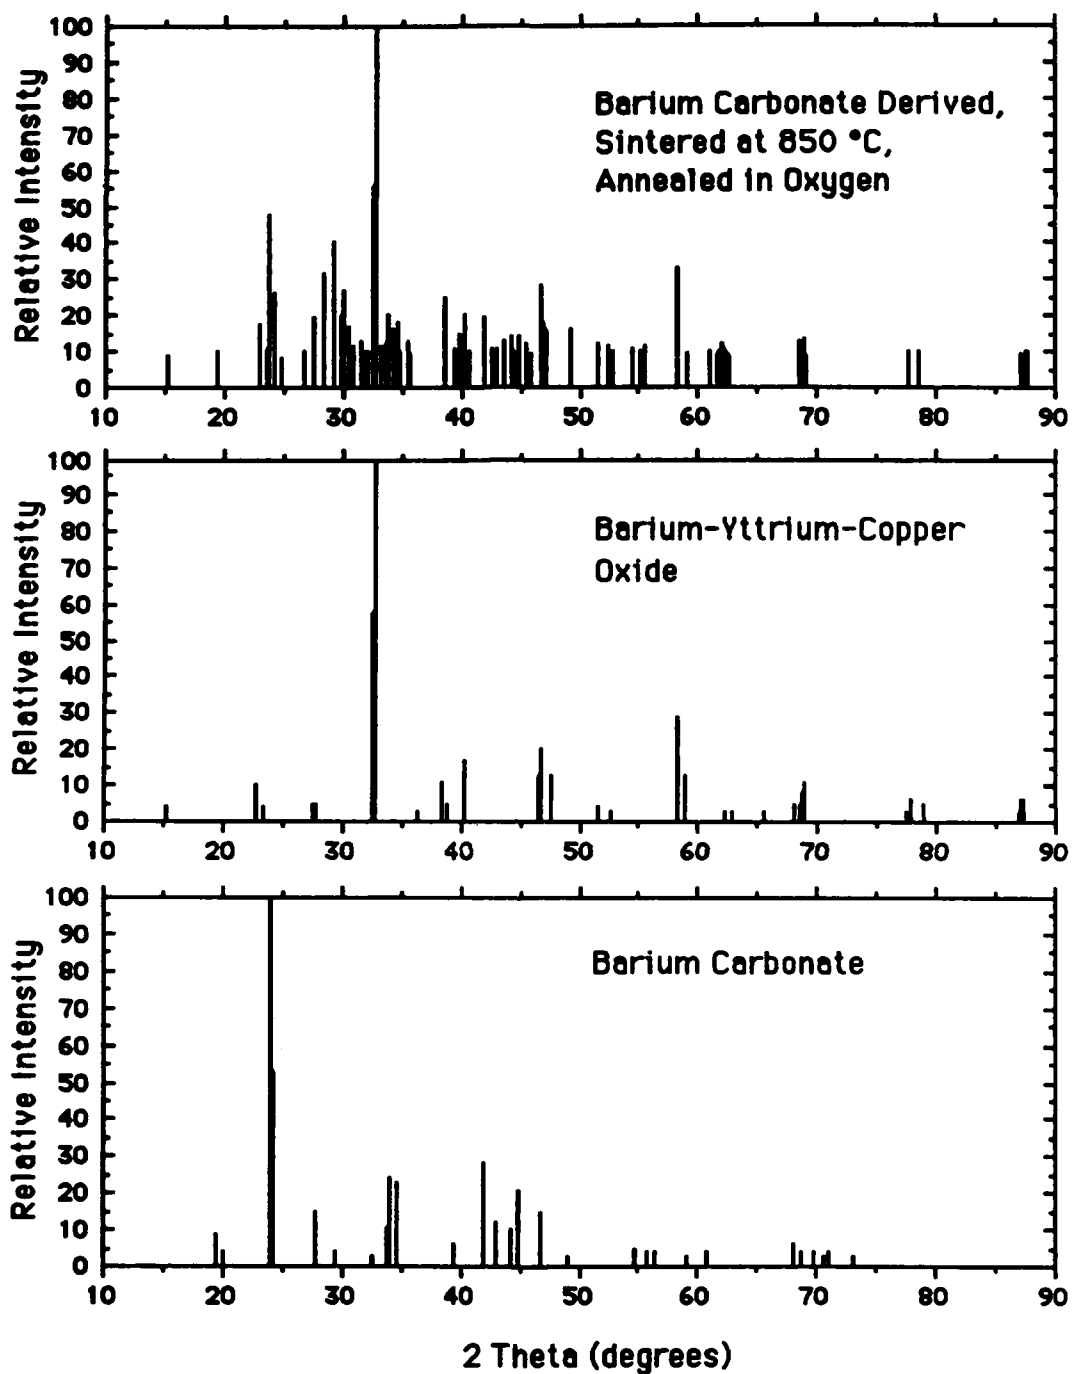 100
90
80
70
60
50
40
30
20
10
0
Relative Intensity
Barium Carbonate Derived,
Sintered at 850 °C,
Annealed in Oxygen
10 20 30 40 50 60 70 80 90
100
90
80
70
60
50
40
30
20
10
0
Relative Intensity
Barium-Yttrium-Copper
Oxide
10 20 30 40 50 60 70 80 90
100
90
80
70
60
50
40
30
20
10
0
Relative Intensity
Barium Carbonate
10 20 30 40 50 60 70 80 90
2 Theta (degrees)